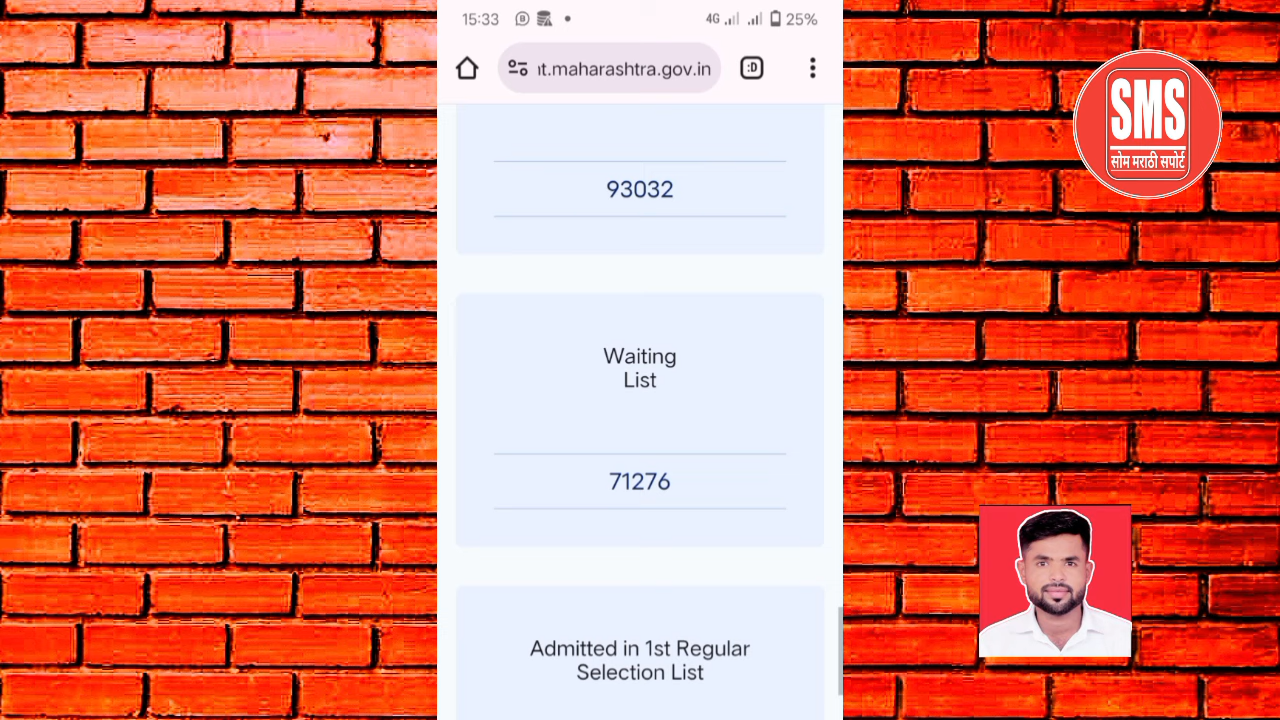 15:33
4G
25%
ıt.maharashtra.gov.in
:D
93032
Waiting
List
71276
Admitted in 1st Regular
Selection List
SMS
सोम मराठी सपोर्ट